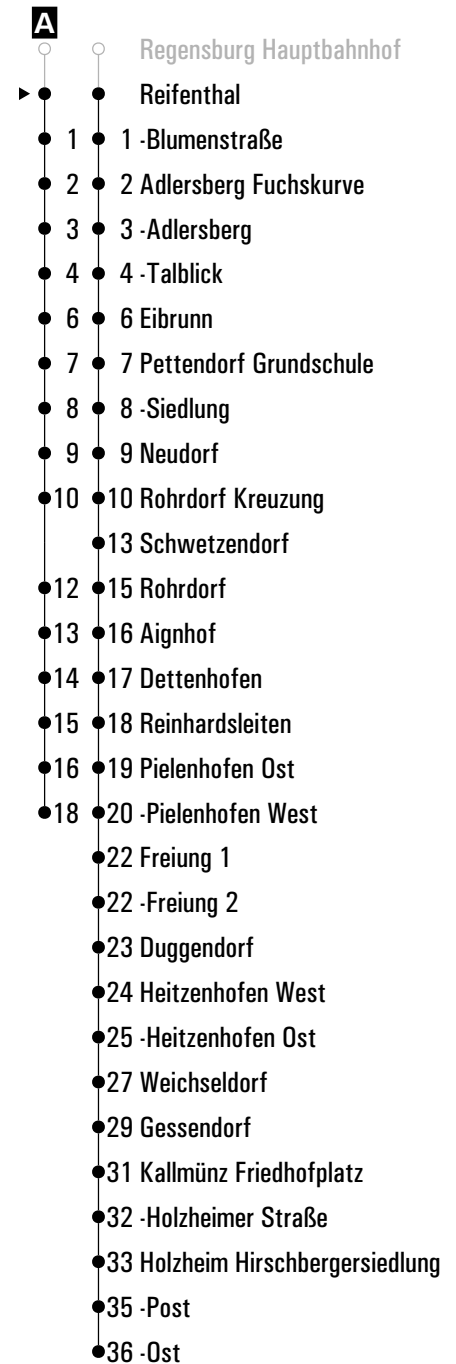 A
Regensburg Hauptbahnhof
Reifenthal
1 1 -Blumenstraße
2 2 Adlersberg Fuchskurve
3 3 -Adlersberg
4 4 -Talblick
6 6 Eibrunn
7 7 Pettendorf Grundschule
8 8 -Siedlung
9 9 Neudorf
10 10 Rohrdorf Kreuzung
13 Schwetzendorf
12 15 Rohrdorf
13 16 Aignhof
14 17 Dettenhofen
15 18 Reinhardsleiten
16 19 Pielenhofen Ost
18 20 -Pielenhofen West
22 Freiung 1
22 -Freiung 2
23 Duggendorf
24 Heitzenhofen West
25 -Heitzenhofen Ost
27 Weichseldorf
29 Gessendorf
31 Kallmünz Friedhofplatz
32 -Holzheimer Straße
33 Holzheim Hirschbergersiedlung
35 -Post
36 -Ost